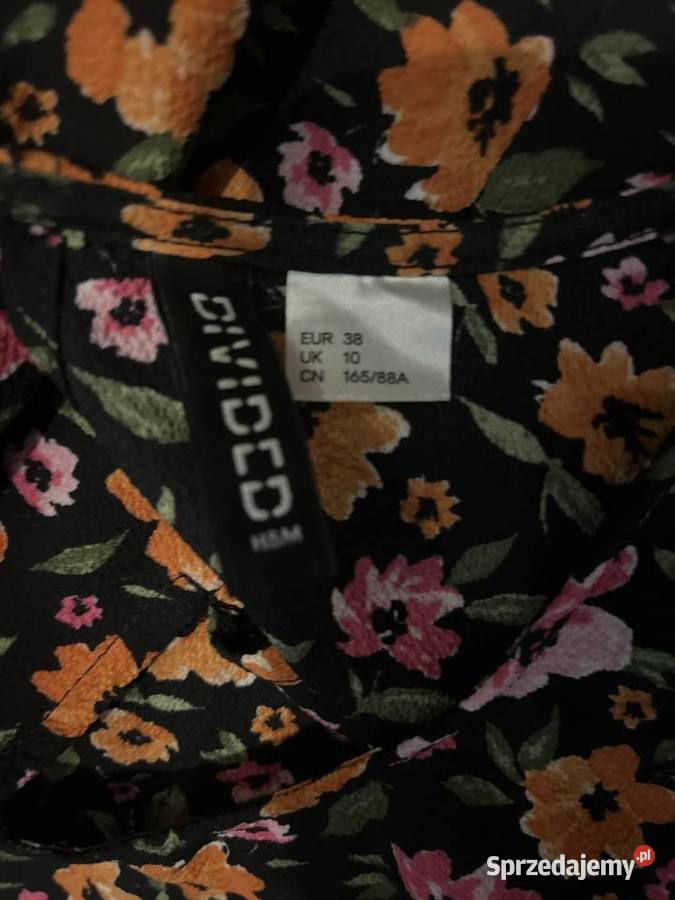 DIVIDED
H&M
EUR 38
UK 10
CN 165/88A
Sprzedajemy.pl